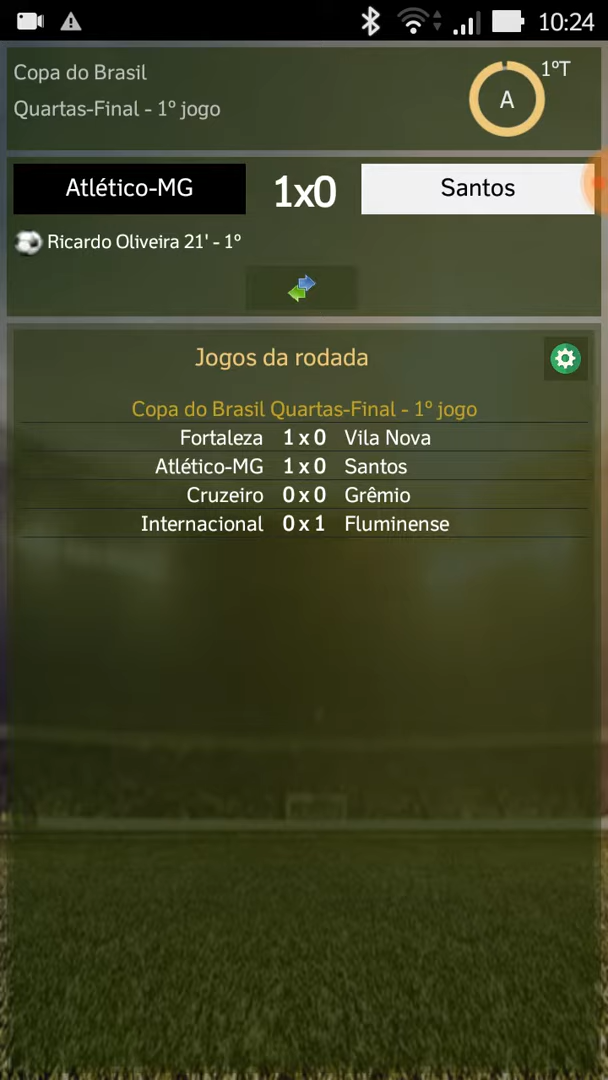 10:24
Copa do Brasil
1ºT
Quartas-Final - 1º jogo
A
Atlético-MG 1x0 Santos
Ricardo Oliveira 21' - 1º
Jogos da rodada
Copa do Brasil Quartas-Final - 1º jogo
Fortaleza 1 x 0 Vila Nova
Atlético-MG 1 x 0 Santos
Cruzeiro 0 x 0 Grêmio
Internacional 0 x 1 Fluminense